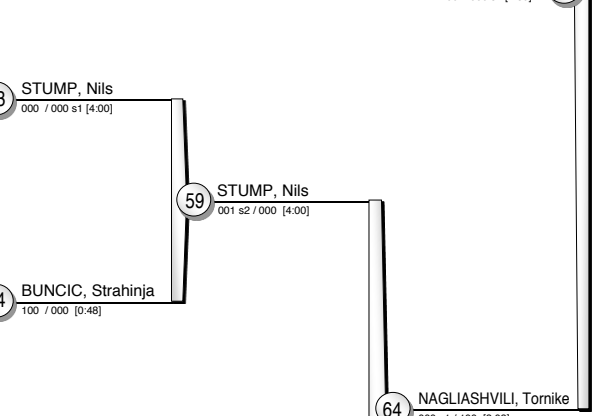 STUMP, Nils
000 / 000 s1 [4:00]
59
STUMP, Nils
001 s2 / 000 [4:00]
BUNCIC, Strahinja
100 / 000 [0:48]
64
NAGLIASHVILI, Tornike